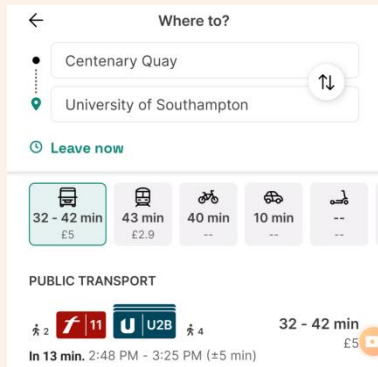 Where to?
Centenary Quay
University of Southampton
Leave now
32 - 42 min 43 min 40 min 10 min --
£5 £2.9 -- -- --
PUBLIC TRANSPORT
2 f 11 U U2B 4 32 - 42 min
In 13 min. 2:48 PM - 3:25 PM (±5 min) £5